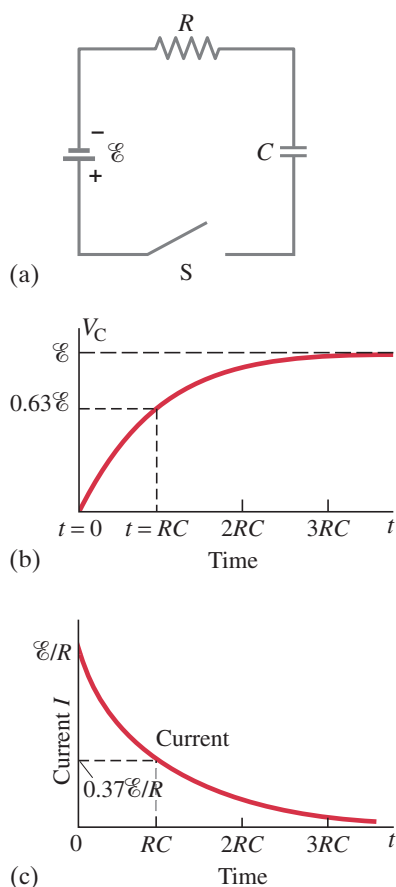 R
−
ℰ
+
C
S
(a)
V_C
ℰ
0.63ℰ
t = 0 t = RC 2RC 3RC t
Time
(b)
ℰ/R
Current I
Current
0.37ℰ/R
0 RC 2RC 3RC
Time
(c)